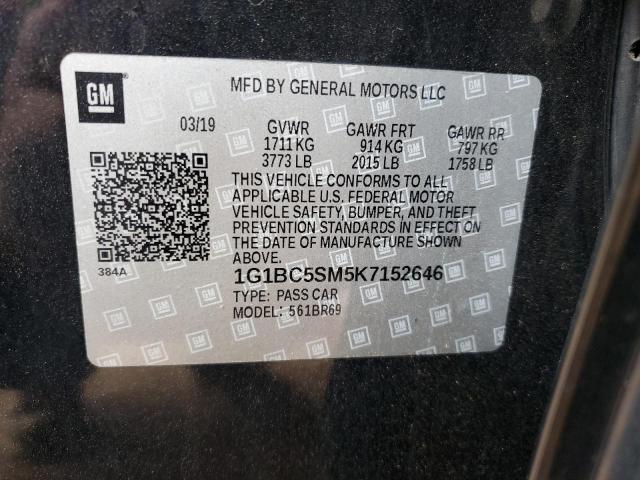 GM
MFD BY GENERAL MOTORS LLC
03/19
GVWR GAWR FRT GAWR RR
1711 KG 914 KG 797 KG
3773 LB 2015 LB 1758 LB
THIS VEHICLE CONFORMS TO ALL
APPLICABLE U.S. FEDERAL MOTOR
VEHICLE SAFETY, BUMPER, AND THEFT
PREVENTION STANDARDS IN EFFECT ON
THE DATE OF MANUFACTURE SHOWN
ABOVE.
384A
1G1BC5SM5K7152646
TYPE: PASS CAR
MODEL: 561BR69